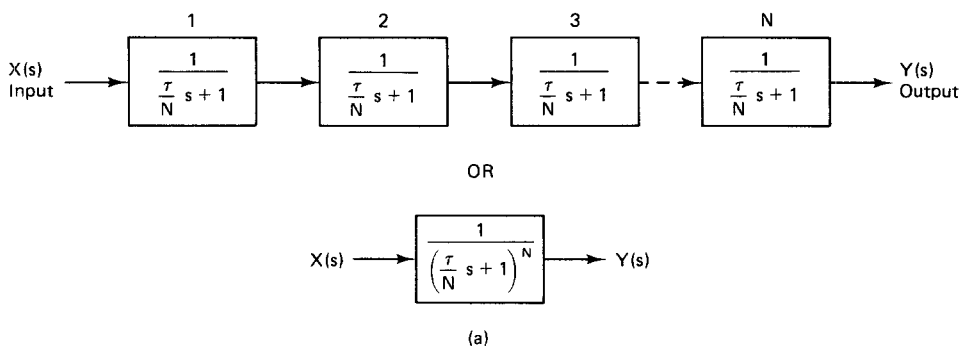 1 2 3 N
X(s) Input
1 / (τ/N s + 1)
1 / (τ/N s + 1)
1 / (τ/N s + 1)
1 / (τ/N s + 1)
Y(s) Output
OR
X(s)
1 / (τ/N s + 1)^N
Y(s)
(a)